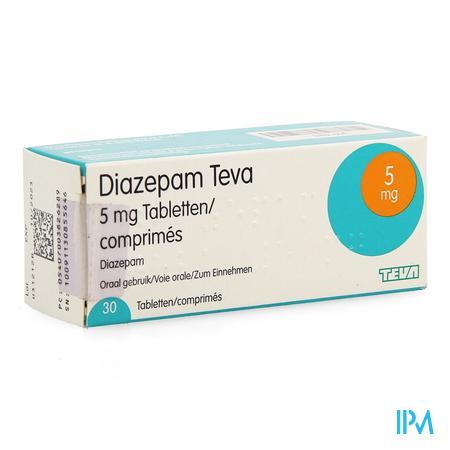 Diazepam Teva
5 mg Tabletten/
comprimés
Diazepam
Oraal gebruik/Voie orale/Zum Einnehmen
30 Tabletten/comprimés
5
mg
TEVA
IPM